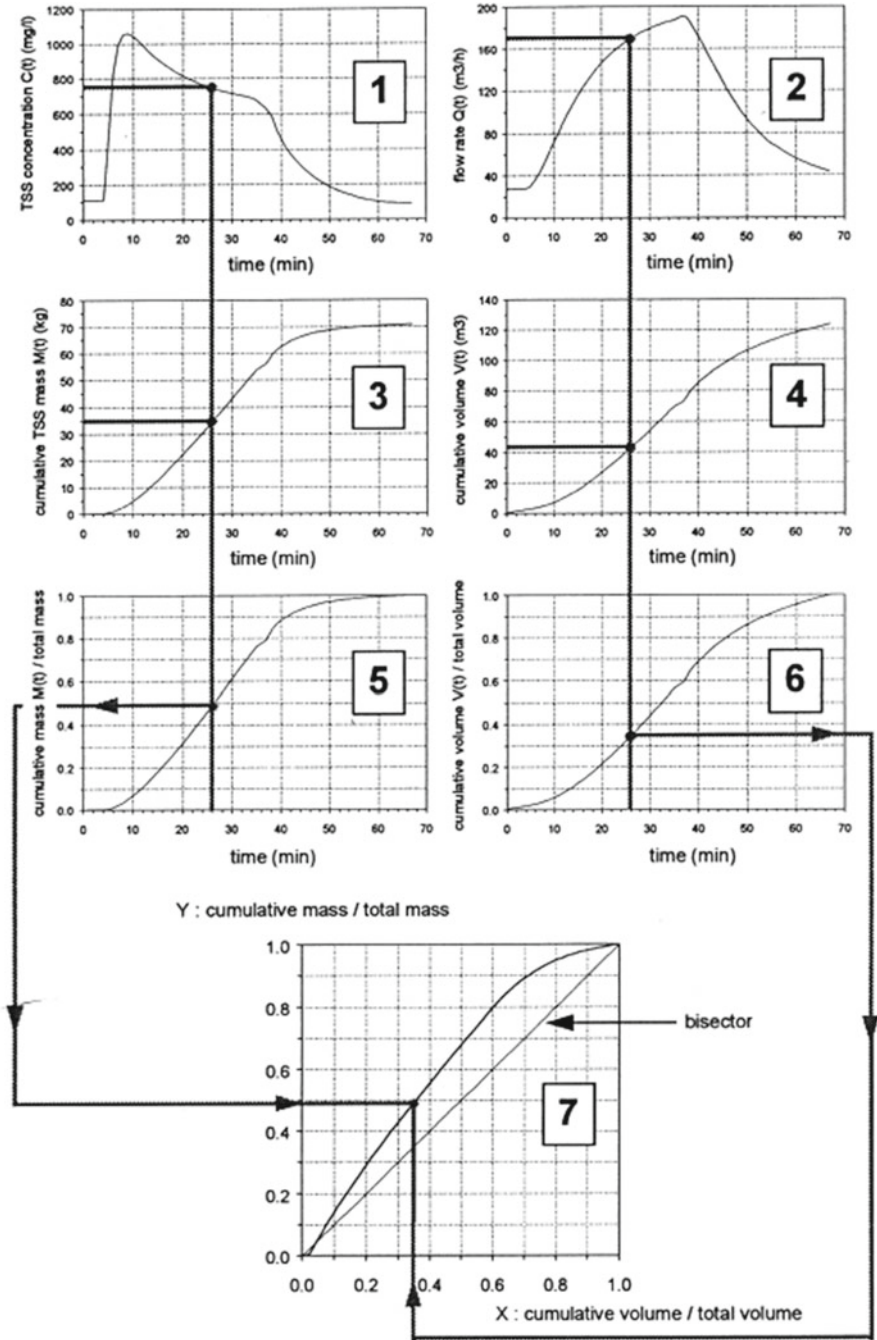 TSS concentration C(t) (mg/l)
1200
1000
800
600
400
200
0
0 10 20 30 40 50 60 70
time (min)
1
flow rate Q(t) (m3/h)
200
160
120
80
40
0
0 10 20 30 40 50 60 70
time (min)
2
cumulative TSS mass M(t) (kg)
80
70
60
50
40
30
20
10
0
0 10 20 30 40 50 60 70
time (min)
3
cumulative volume V(t) (m3)
140
120
100
80
60
40
200
0
0 10 20 30 40 50 60 70
time (min)
4
cumulative mass M(t) / total mass
1.0
0.8
0.6
0.4
0.2
0.0
0 10 20 30 40 50 60 70
time (min)
5
cumulative volume V(t) / total volume
1.0
0.8
0.6
0.4
0.2
0.0
0 10 20 30 40 50 60 70
time (min)
6
Y : cumulative mass / total mass
1.0
0.8
0.6
0.4
0.2
0.0
0.0 0.2 0.4 0.6 0.8 1.0
bisector
7
X : cumulative volume / total volume